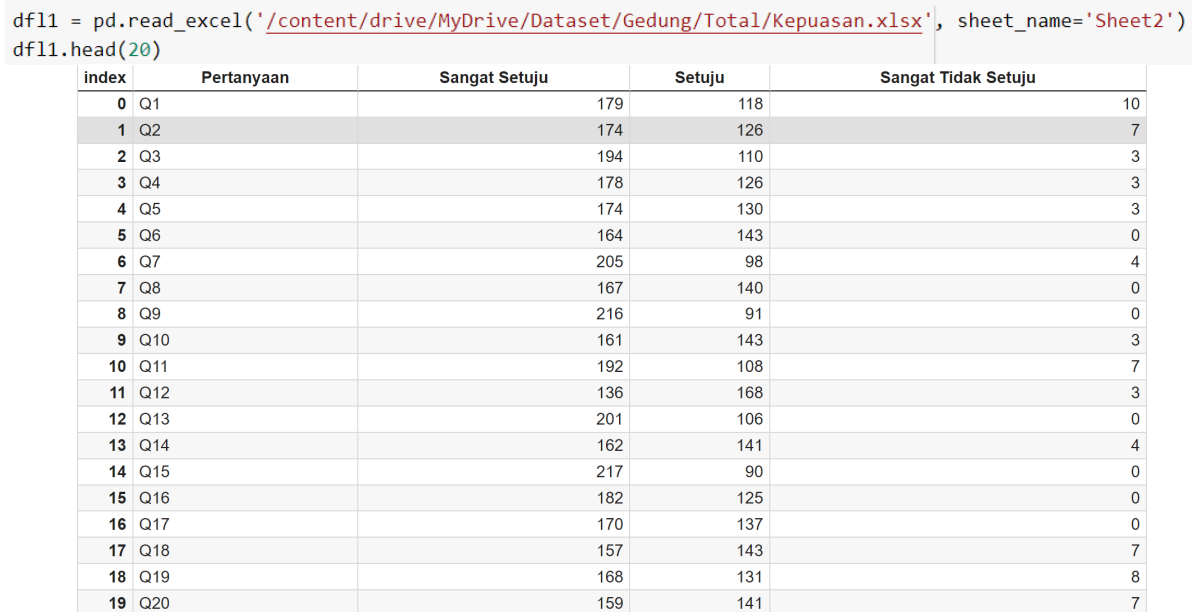 dfl1 = pd.read_excel('/content/drive/MyDrive/Dataset/Gedung/Total/Kepuasan.xlsx', sheet_name='Sheet2')
dfl1.head(20)
index Pertanyaan Sangat Setuju Setuju Sangat Tidak Setuju
0 Q1 179 118 10
1 Q2 174 126 7
2 Q3 194 110 3
3 Q4 178 126 3
4 Q5 174 130 3
5 Q6 164 143 0
6 Q7 205 98 4
7 Q8 167 140 0
8 Q9 216 91 0
9 Q10 161 143 3
10 Q11 192 108 7
11 Q12 136 168 3
12 Q13 201 106 0
13 Q14 162 141 4
14 Q15 217 90 0
15 Q16 182 125 0
16 Q17 170 137 0
17 Q18 157 143 7
18 Q19 168 131 8
19 Q20 159 141 7